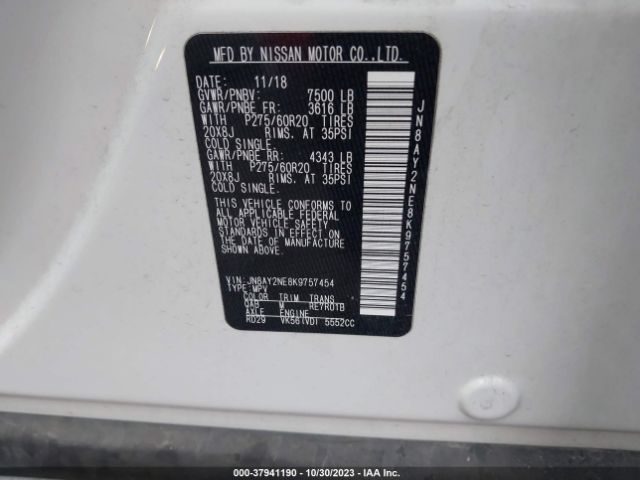 MFD BY NISSAN MOTOR CO.,LTD.
DATE: 11/18
GVWR/PNBV: 7500 LB
GAWR/PNBE FR: 3616 LB
WITH P275/60R20 TIRES
20X8J RIMS. AT 35PSI
COLD SINGLE.
GAWR/PNBE RR: 4343 LB
WITH P275/60R20 TIRES
20X8J RIMS. AT 35PSI
COLD SINGLE.
THIS VEHICLE CONFORMS TO
ALL APPLICABLE FEDERAL
MOTOR VEHICLE SAFETY
STANDARDS IN EFFECT ON
THE DATE OF MANUFACTURE
SHOWN ABOVE.
VIN: JN8AY2NE8K9757454
TYPE: MPV
COLOR TRIM TRANS
QAB M RE7R01B
AXLE ENGINE
RD29 VK56(VD) 5552CC
JN8AY2NE8K9757454
000-37941190 - 10/30/2023 - IAA Inc.